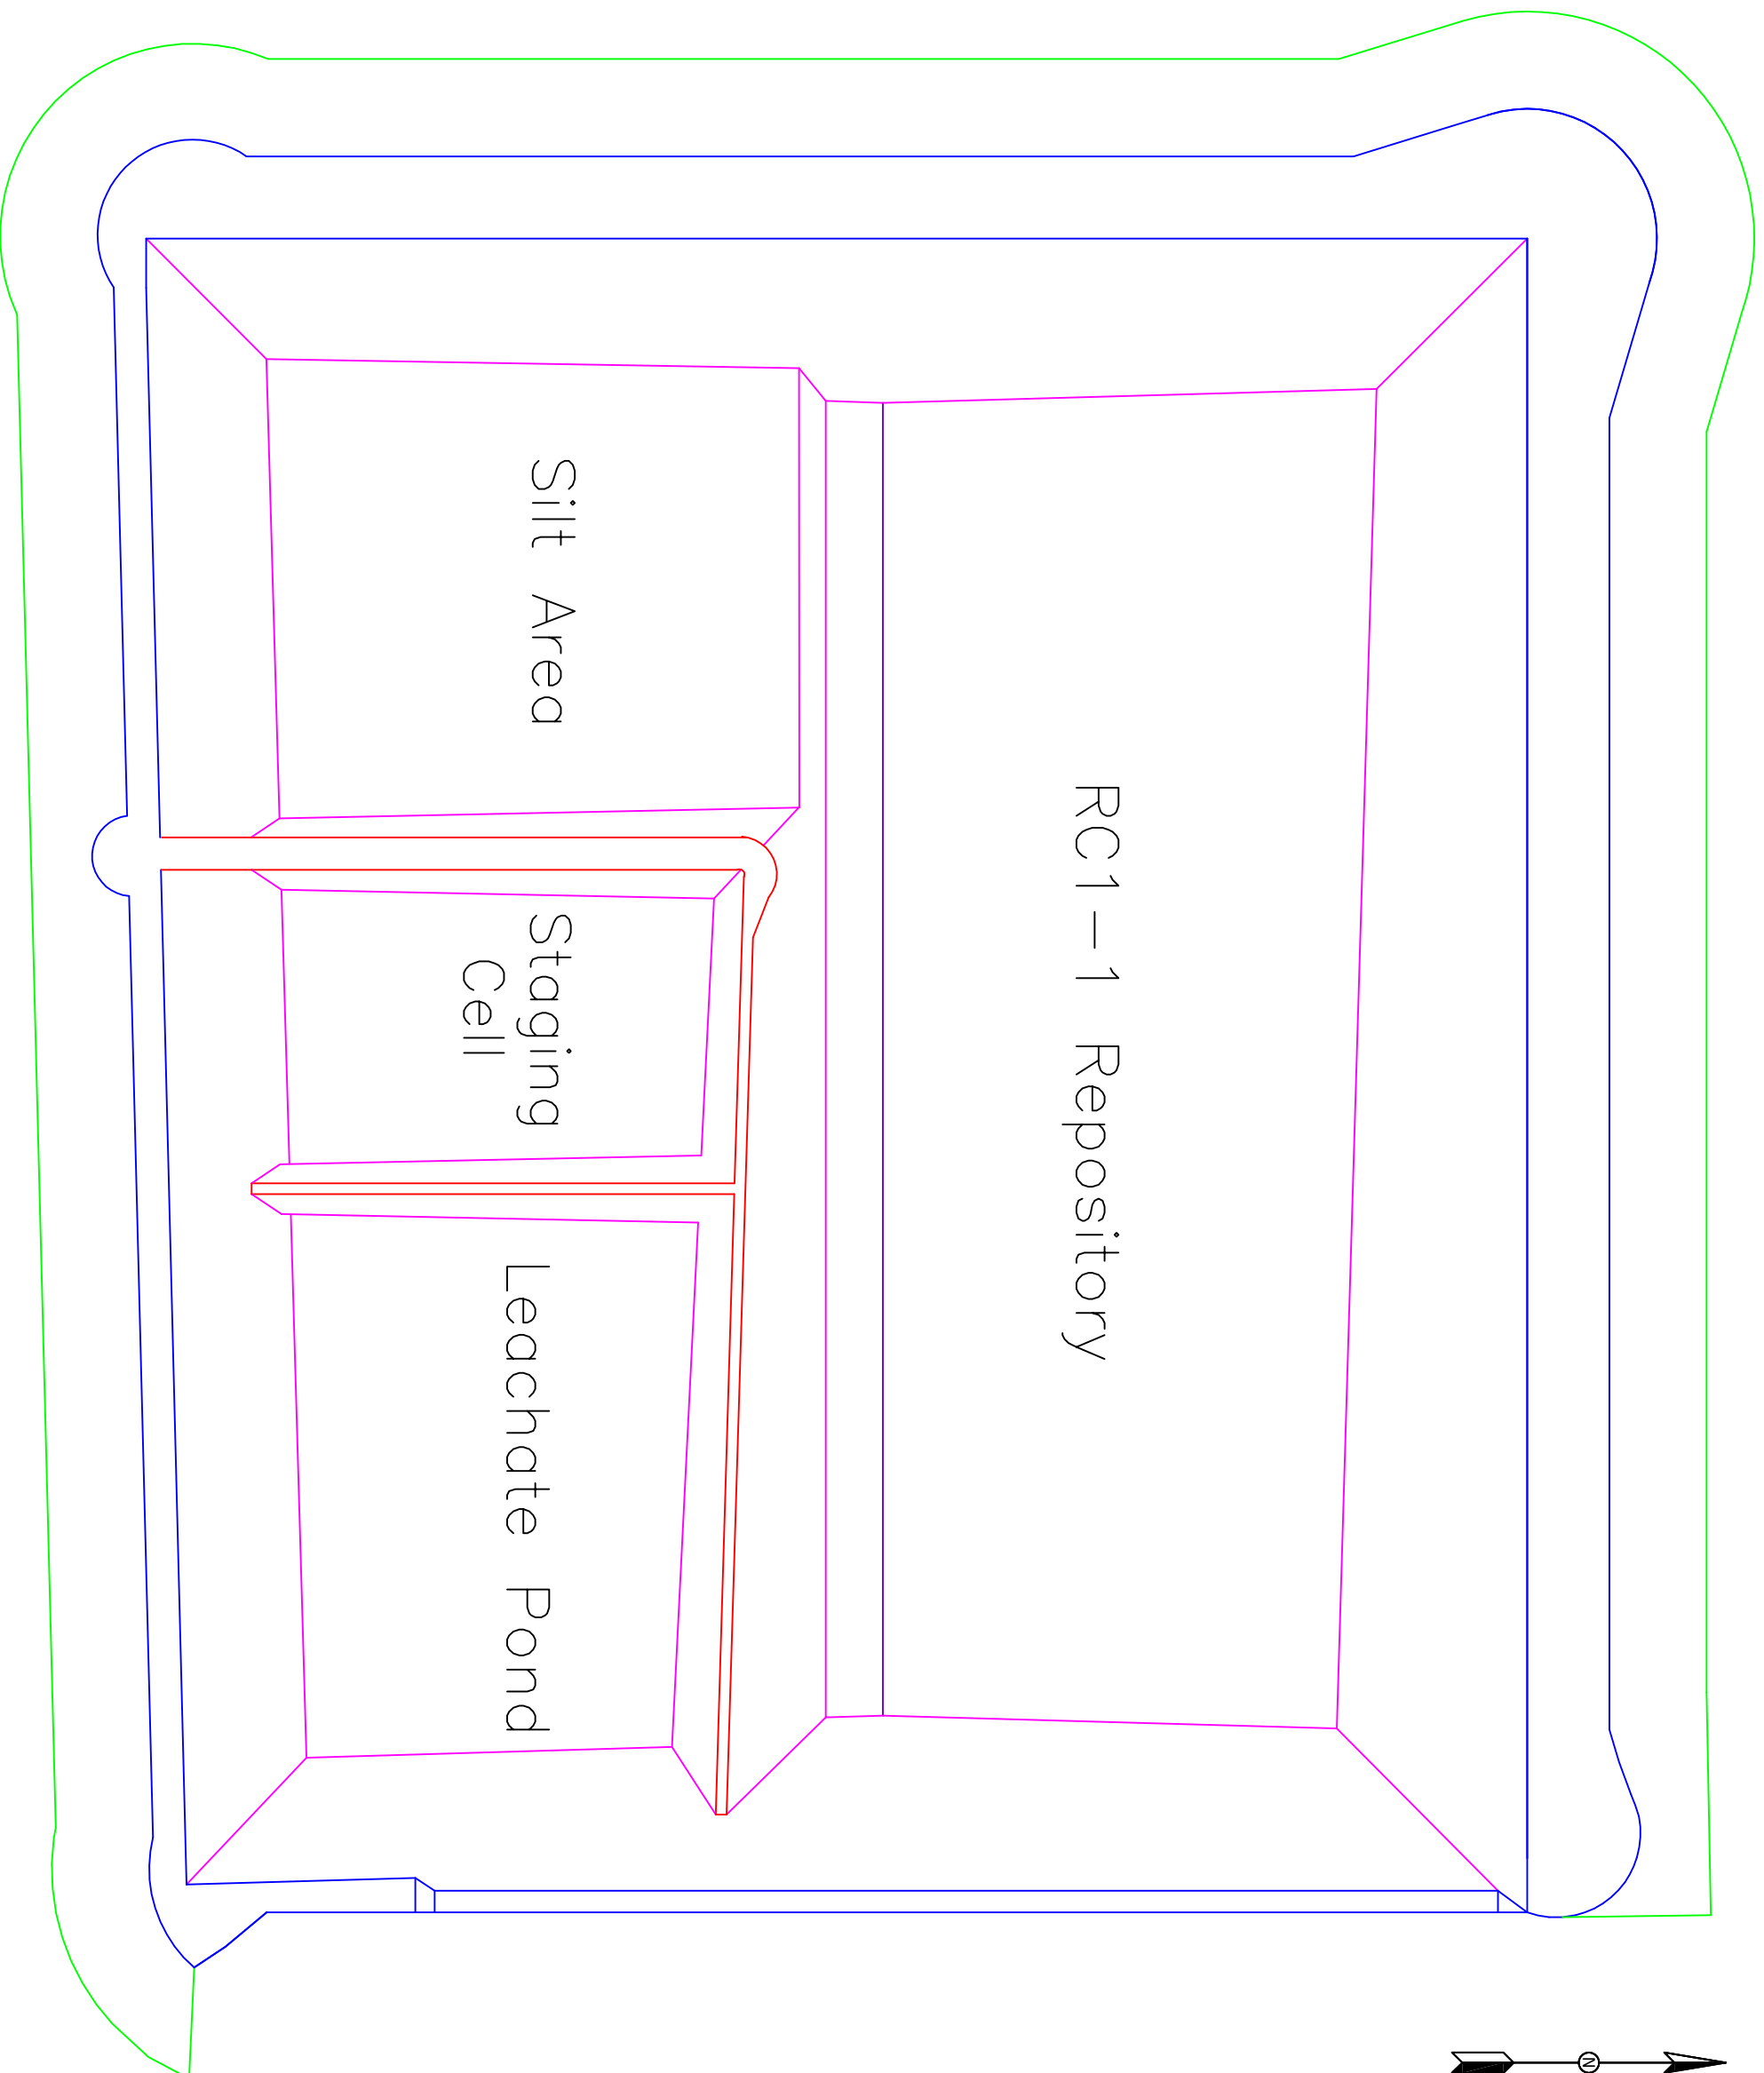 Silt Area
Staging
Cell
Leachate Pond
RC1-1 Repository
N